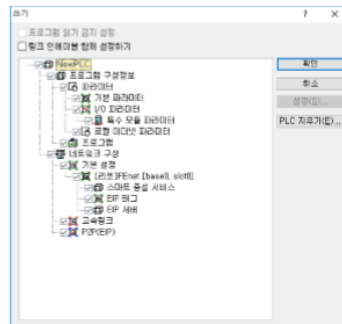 쓰기
프로그램 읽기 금지 설정
링크 인에이블 함께 설정하기
NewPLC
프로그램 구성정보
파라미터
기본 파라미터
I/O 파라미터
특수 모듈 파라미터
로컬 이더넷 파라미터
프로그램
네트워크 구성
기본 설정
[리셋]FEnet [base0, slot0]
스마트 증설 서비스
EIP 태그
EIP 서버
고속링크
P2P(EIP)
확인
취소
설정(S)...
PLC 지우기(E)...